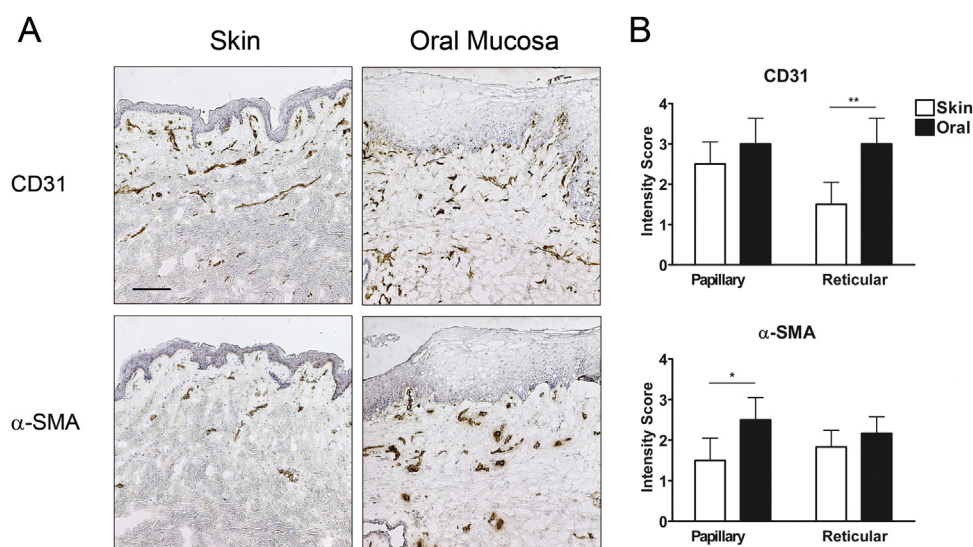 A
Skin
Oral Mucosa
CD31
α-SMA
B
CD31
**
Skin
Oral
Intensity Score
4
3
2
1
0
Papillary
Reticular
α-SMA
*
Intensity Score
4
3
2
1
0
Papillary
Reticular